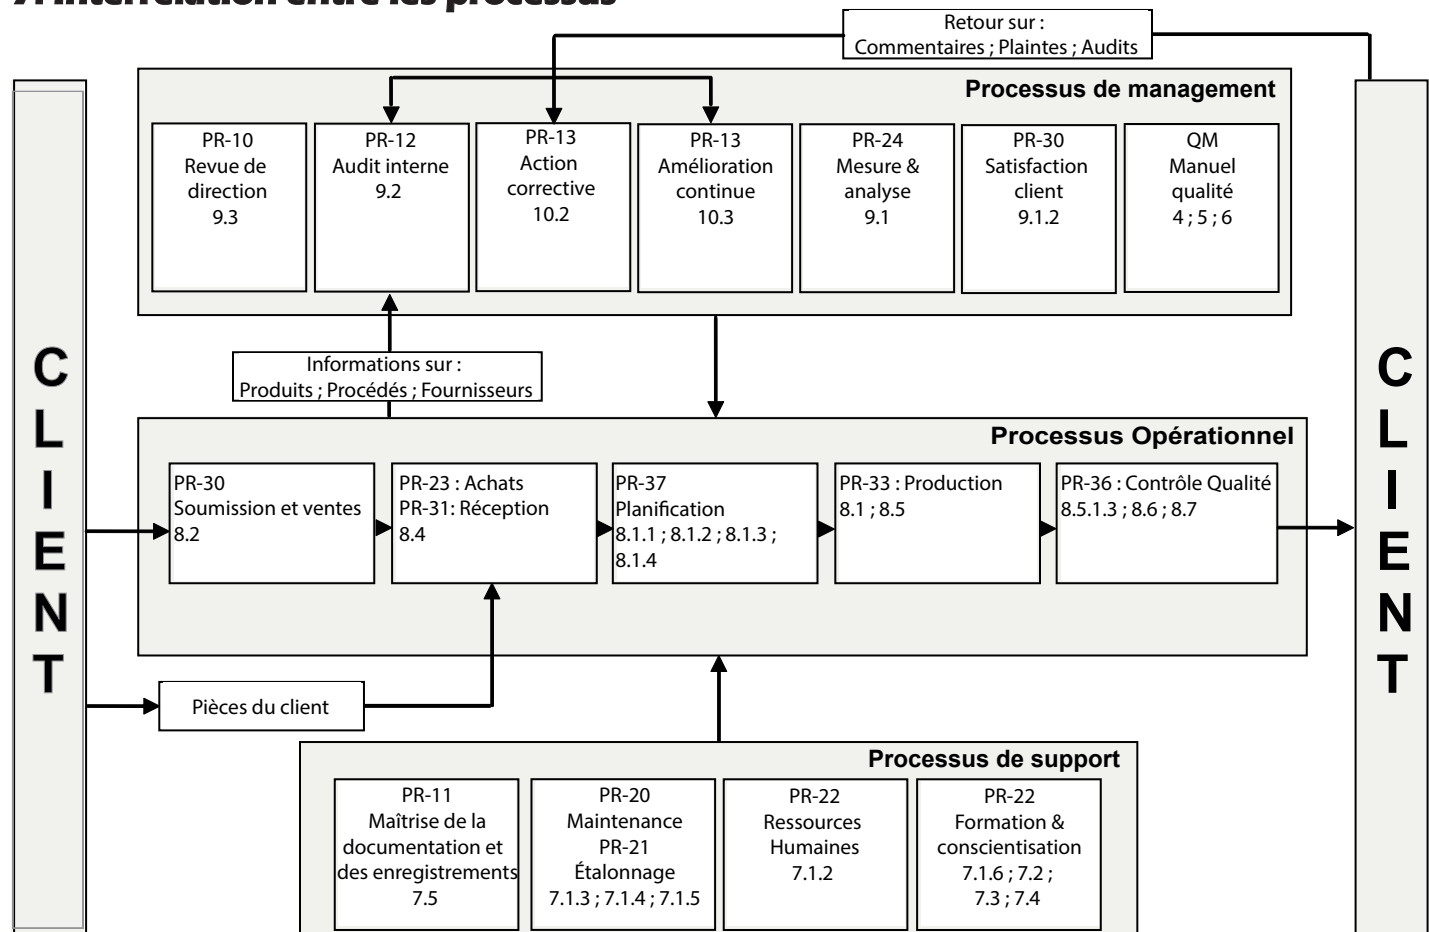 7. Interrelation entre les processus
Retour sur :
Commentaires ; Plaintes ; Audits
Processus de management
PR-10
Revue de
direction
9.3
PR-12
Audit interne
9.2
PR-13
Action
corrective
10.2
PR-13
Amélioration
continue
10.3
PR-24
Mesure &
analyse
9.1
PR-30
Satisfaction
client
9.1.2
QM
Manuel
qualité
4 ; 5 ; 6
CLIENT
Informations sur :
Produits ; Procédés ; Fournisseurs
CLIENT
Processus Opérationnel
PR-30
Soumission et ventes
8.2
PR-23 : Achats
PR-31: Réception
8.4
PR-37
Planification
8.1.1 ; 8.1.2 ; 8.1.3 ;
8.1.4
PR-33 : Production
8.1 ; 8.5
PR-36 : Contrôle Qualité
8.5.1.3 ; 8.6 ; 8.7
Pièces du client
Processus de support
PR-11
Maîtrise de la
documentation et
des enregistrements
7.5
PR-20
Maintenance
PR-21
Étalonnage
7.1.3 ; 7.1.4 ; 7.1.5
PR-22
Ressources
Humaines
7.1.2
PR-22
Formation &
conscientisation
7.1.6 ; 7.2 ;
7.3 ; 7.4